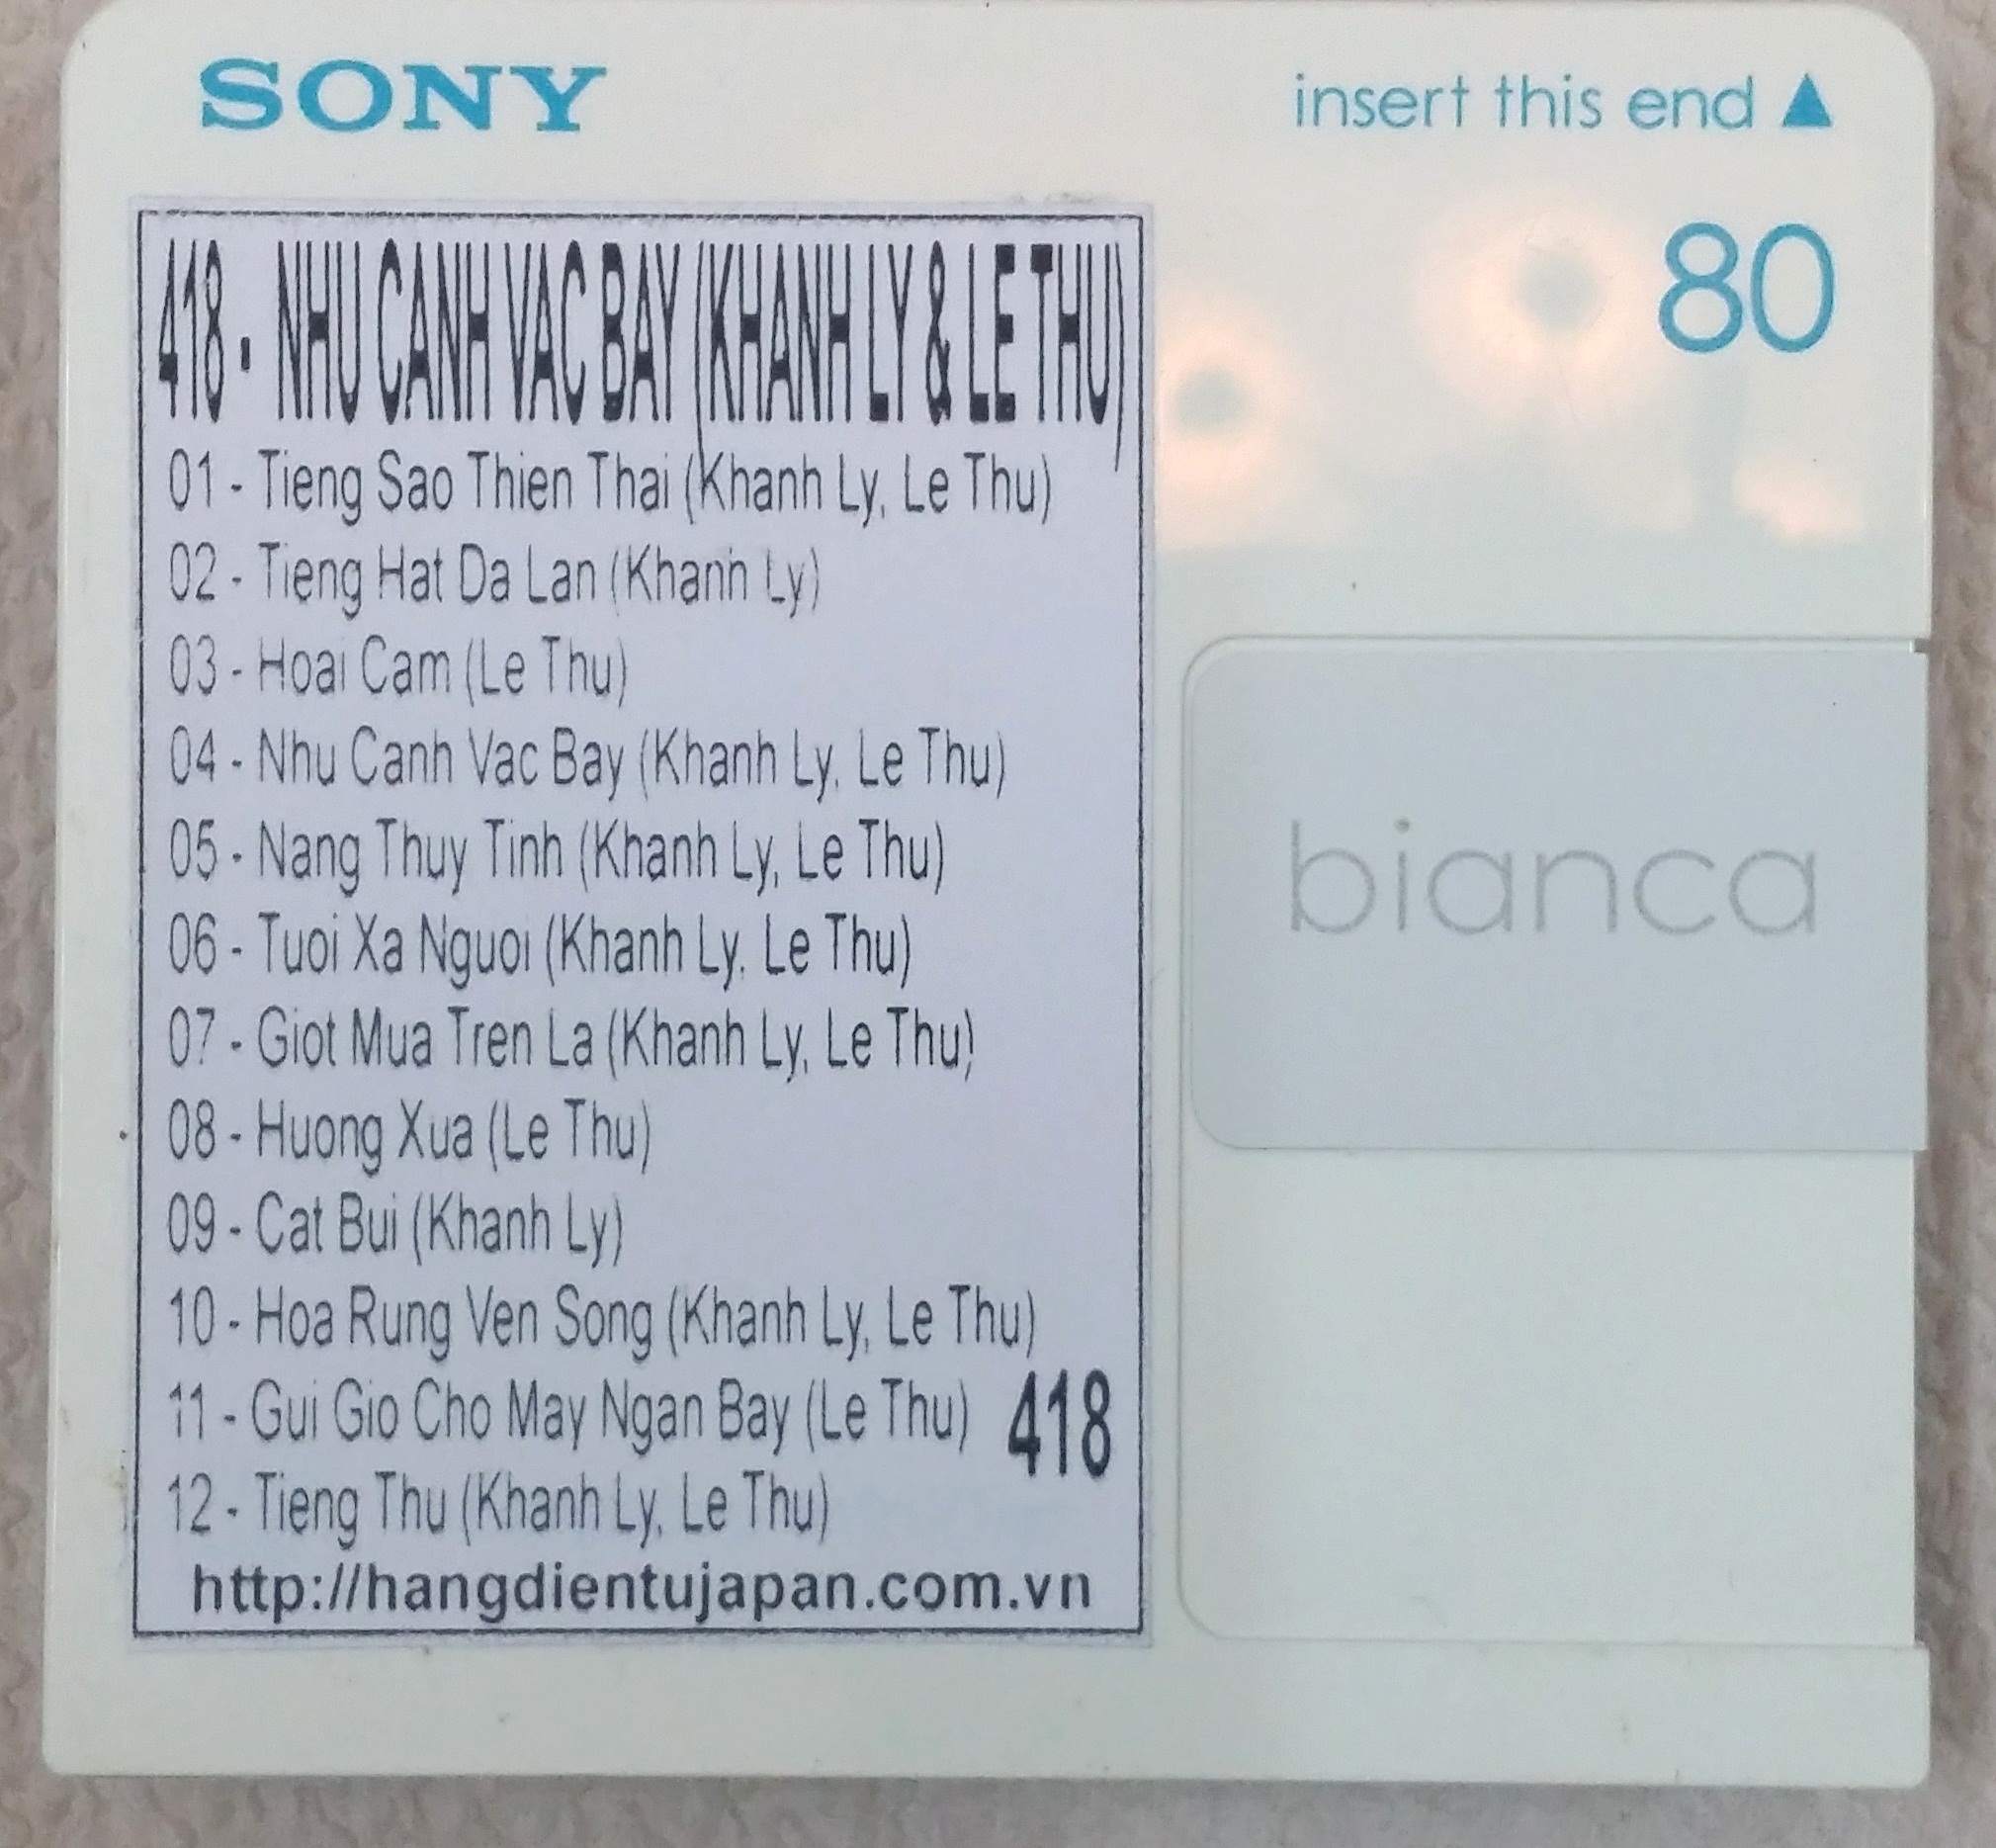 SONY
insert this end ▲
80
418 - NHU CANH VAC BAY (KHANH LY & LE THU)
01 - Tieng Sao Thien Thai (Khanh Ly, Le Thu)
02 - Tieng Hat Da Lan (Khanh Ly)
03 - Hoai Cam (Le Thu)
04 - Nhu Canh Vac Bay (Khanh Ly, Le Thu)
05 - Nang Thuy Tinh (Khanh Ly, Le Thu)
06 - Tuoi Xa Nguoi (Khanh Ly, Le Thu)
07 - Giot Mua Tren La (Khanh Ly, Le Thu)
08 - Huong Xua (Le Thu)
09 - Cat Bui (Khanh Ly)
10 - Hoa Rung Ven Song (Khanh Ly, Le Thu)
11 - Gui Gio Cho May Ngan Bay (Le Thu)
418
12 - Tieng Thu (Khanh Ly, Le Thu)
http://hangdientujapan.com.vn
bianca